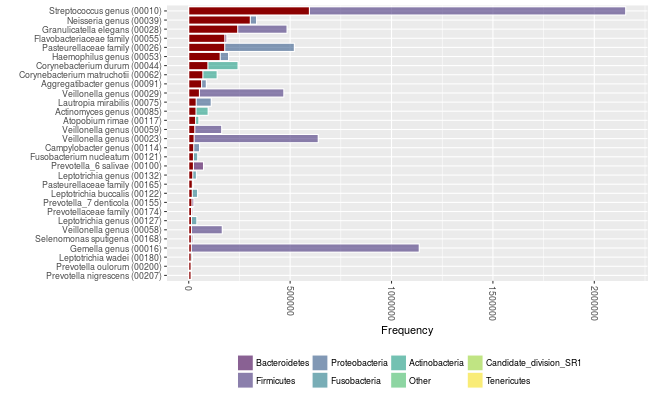 Streptococcus genus (00010)
Neisseria genus (00039)
Granulicatella elegans (00028)
Flavobacteriaceae family (00055)
Pasteurellaceae family (00026)
Haemophilus genus (00053)
Corynebacterium durum (00044)
Corynebacterium matruchotii (00062)
Aggregatibacter genus (00091)
Veillonella genus (00029)
Lautropia mirabilis (00075)
Actinomyces genus (00085)
Atopobium rimae (00117)
Veillonella genus (00059)
Veillonella genus (00023)
Campylobacter genus (00114)
Fusobacterium nucleatum (00121)
Prevotella_6 salivae (00100)
Leptotrichia genus (00132)
Pasteurellaceae family (00165)
Leptotrichia buccalis (00122)
Prevotella_7 denticola (00155)
Prevotellaceae family (00174)
Leptotrichia genus (00127)
Veillonella genus (00058)
Selenomonas sputigena (00168)
Gemella genus (00016)
Leptotrichia wadei (00180)
Prevotella oulorum (00200)
Prevotella nigrescens (00207)
0 500000 1000000 1500000 2000000
Frequency
Bacteroidetes Proteobacteria Actinobacteria Candidate_division_SR1
Firmicutes Fusobacteria Other Tenericutes